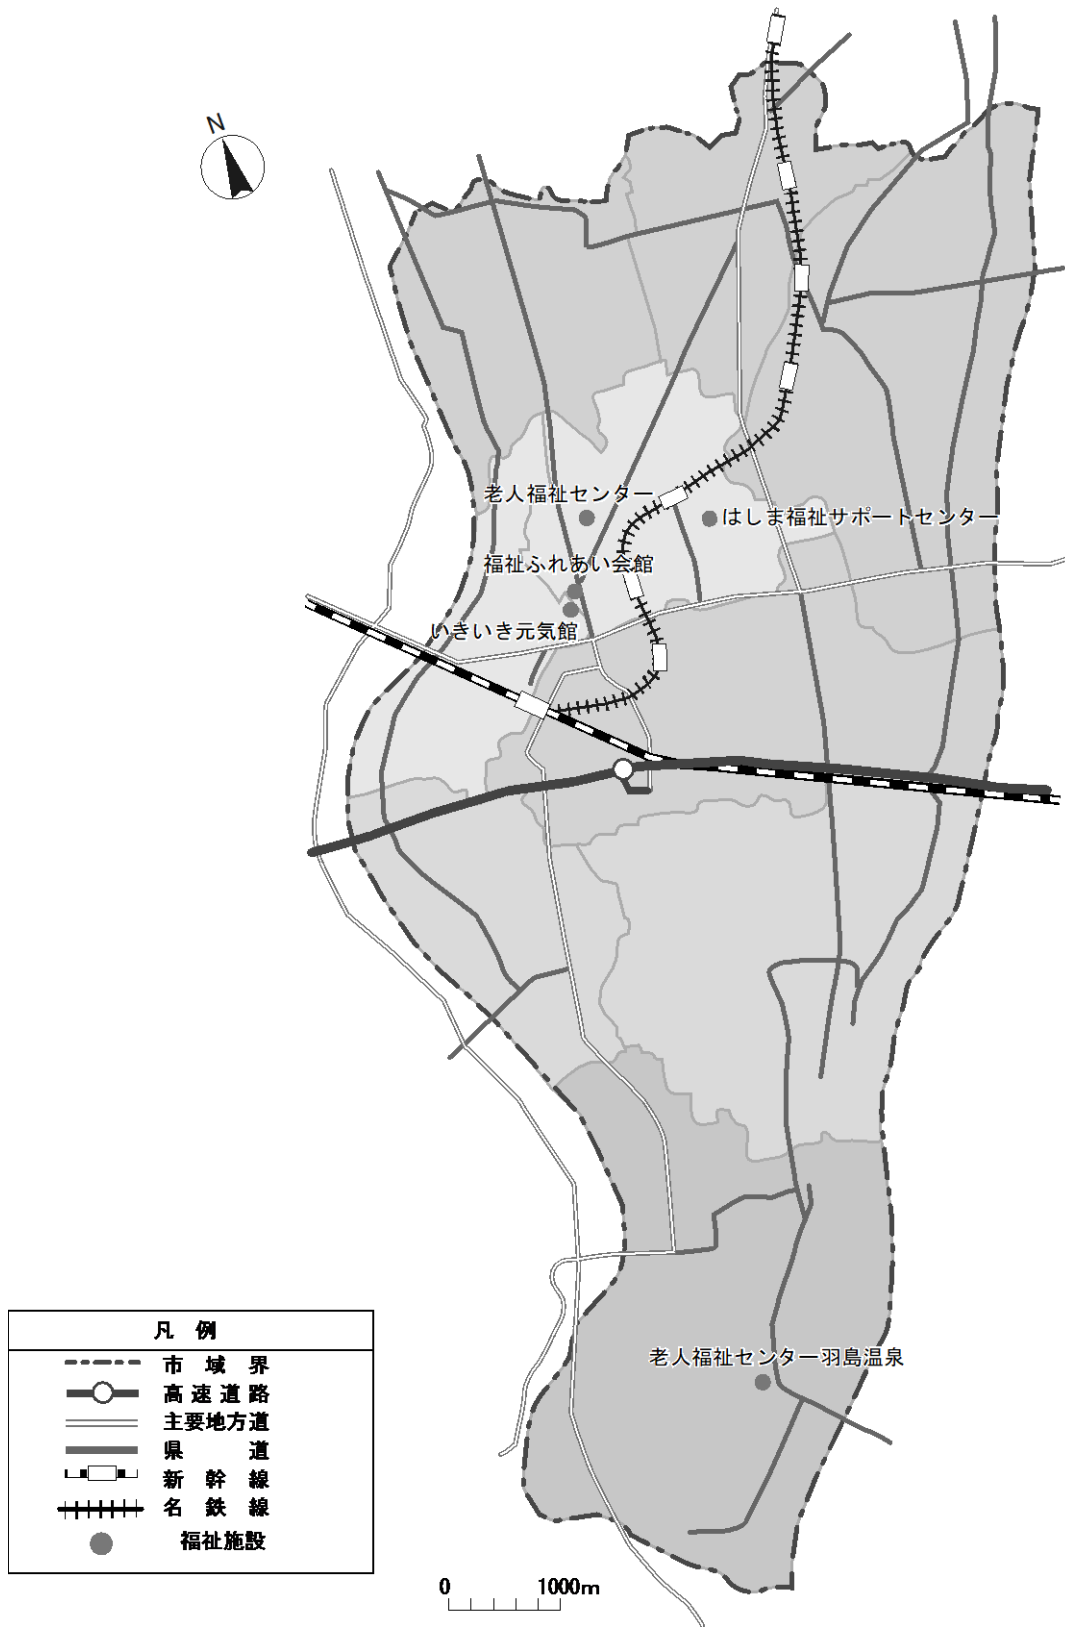 N
老人福祉センター
はしま福祉サポートセンター
福祉ふれあい会館
いきいき元気館
老人福祉センター羽島温泉
凡 例
市 域 界
高 速 道 路
主要地方道
県 道
新 幹 線
名 鉄 線
福祉施設
0 1000m